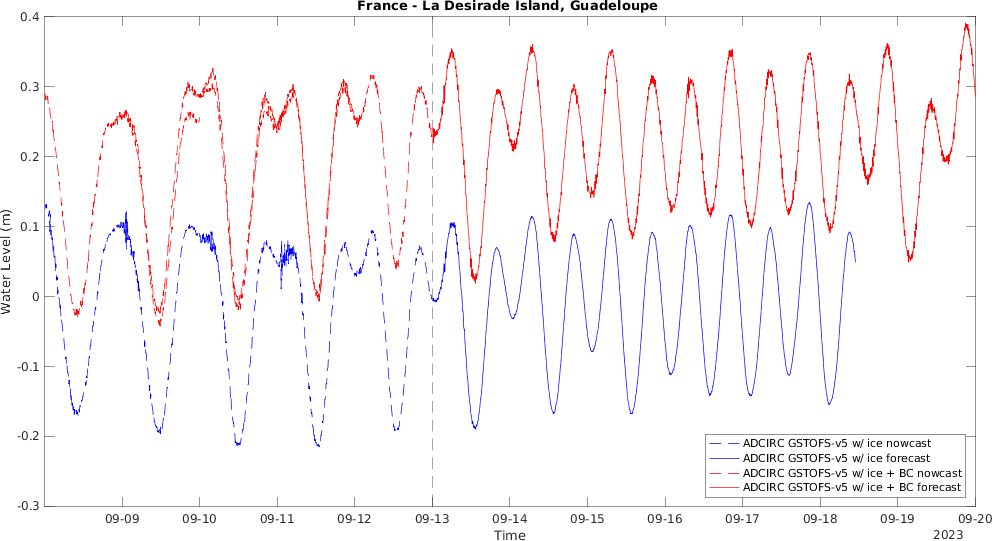 France - La Desirade Island, Guadeloupe
0.4
0.3
0.2
0.1
0
-0.1
-0.2
-0.3
Water Level (m)
ADCIRC GSTOFS-v5 w/ ice nowcast
ADCIRC GSTOFS-v5 w/ ice forecast
ADCIRC GSTOFS-v5 w/ ice + BC nowcast
ADCIRC GSTOFS-v5 w/ ice + BC forecast
09-09 09-10 09-11 09-12 09-13 09-14 09-15 09-16 09-17 09-18 09-19 09-20
Time
2023